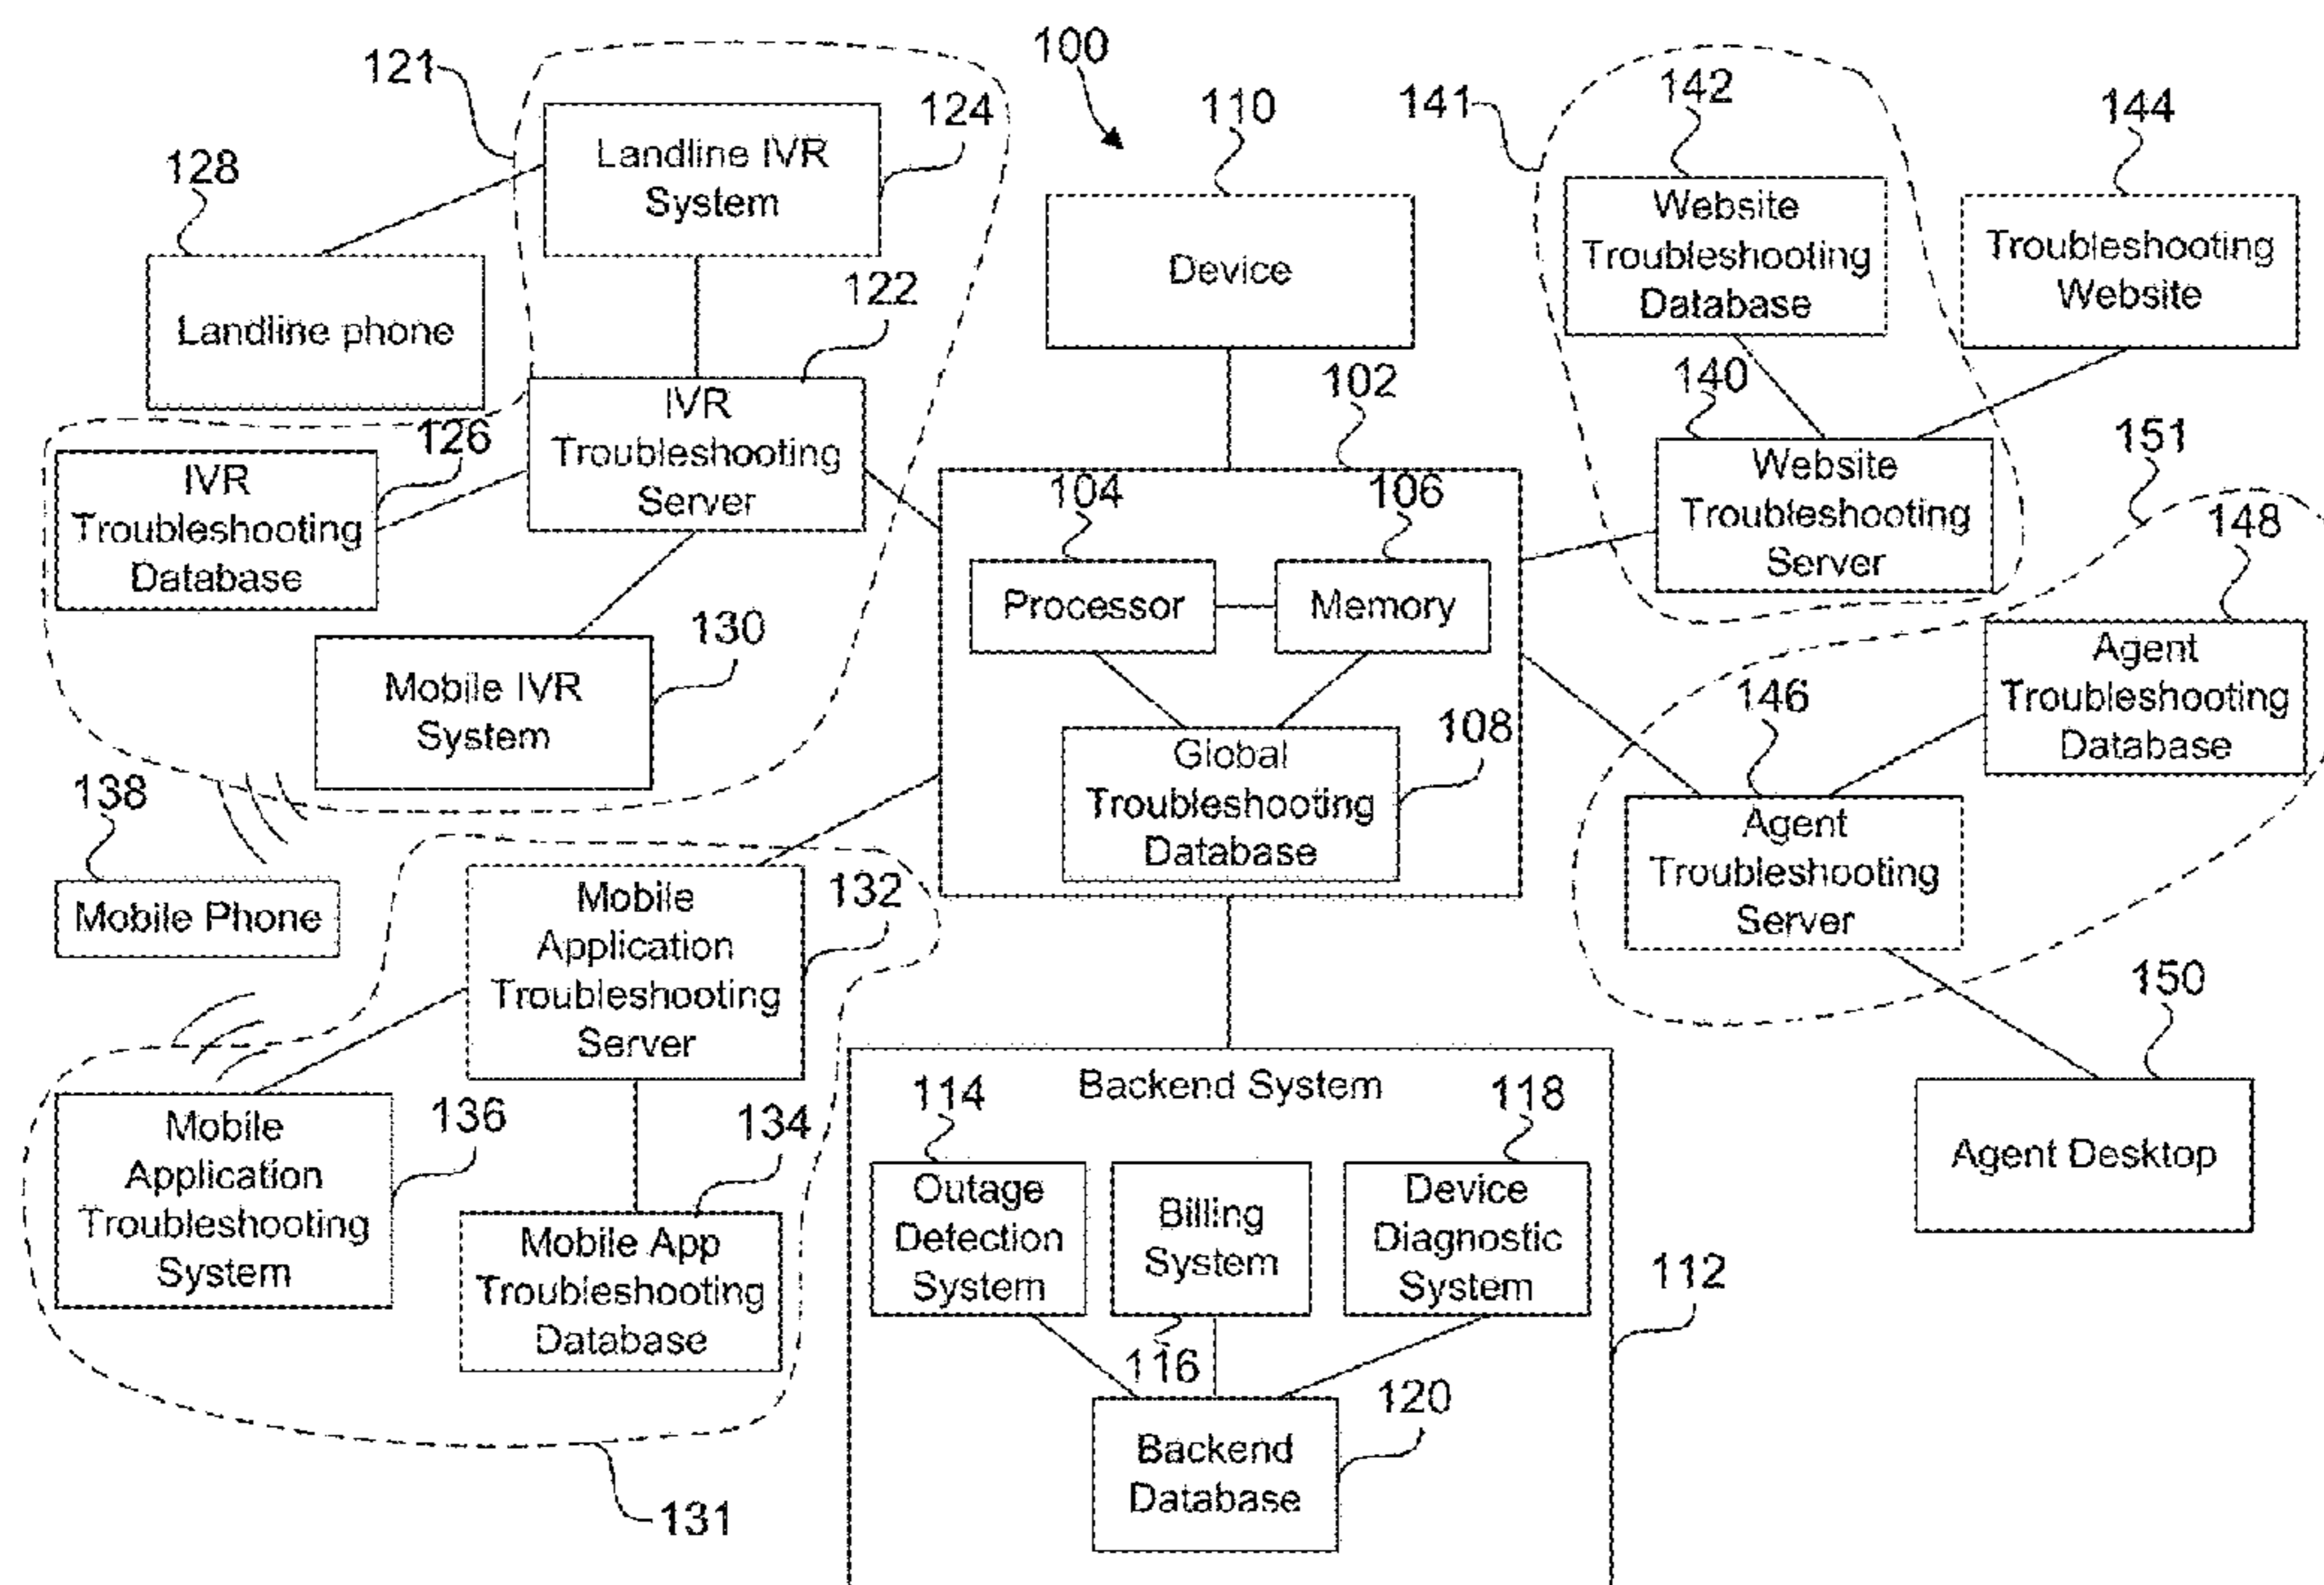 100
121
124
Landline IVR
System
128
Landline phone
122
IVR
Troubleshooting
Server
126
IVR
Troubleshooting
Database
130
Mobile IVR
System
110
Device
102
104
Processor
106
Memory
108
Global
Troubleshooting
Database
141
142
Website
Troubleshooting
Database
144
Troubleshooting
Website
140
Website
Troubleshooting
Server
151
148
Agent
Troubleshooting
Database
146
Agent
Troubleshooting
Server
150
Agent Desktop
138
Mobile Phone
132
Mobile
Application
Troubleshooting
Server
136
Mobile
Application
Troubleshooting
System
134
Mobile App
Troubleshooting
Database
131
Backend System
114
Outage
Detection
System
Billing
System
116
118
Device
Diagnostic
System
112
120
Backend
Database